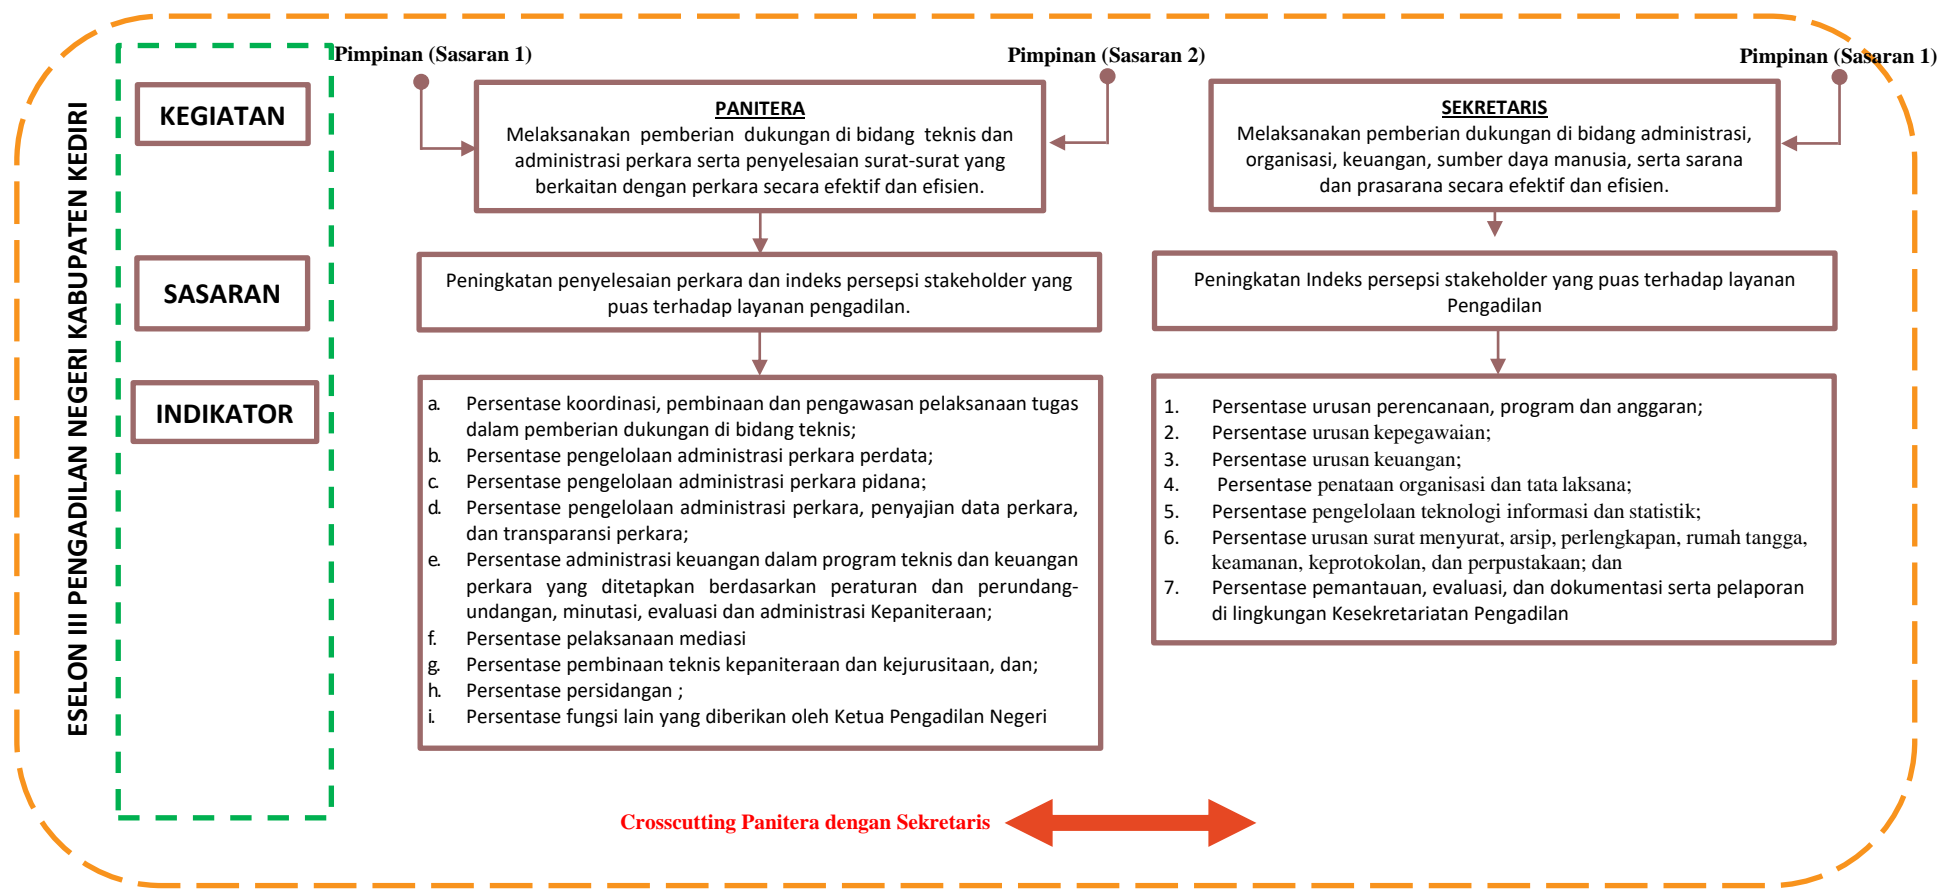 ESELON III PENGADILAN NEGERI KABUPATEN KEDIRI
KEGIATAN
SASARAN
INDIKATOR
Pimpinan (Sasaran 1)
Pimpinan (Sasaran 2)
Pimpinan (Sasaran 1)
PANITERA
Melaksanakan pemberian dukungan di bidang teknis dan
administrasi perkara serta penyelesaian surat-surat yang
berkaitan dengan perkara secara efektif dan efisien.
Peningkatan penyelesaian perkara dan indeks persepsi stakeholder yang
puas terhadap layanan pengadilan.
a. Persentase koordinasi, pembinaan dan pengawasan pelaksanaan tugas
dalam pemberian dukungan di bidang teknis;
b. Persentase pengelolaan administrasi perkara perdata;
c. Persentase pengelolaan administrasi perkara pidana;
d. Persentase pengelolaan administrasi perkara, penyajian data perkara,
dan transparansi perkara;
e. Persentase administrasi keuangan dalam program teknis dan keuangan
perkara yang ditetapkan berdasarkan peraturan dan perundang-
undangan, minutasi, evaluasi dan administrasi Kepaniteraan;
f. Persentase pelaksanaan mediasi
g. Persentase pembinaan teknis kepaniteraan dan kejurusitaan, dan;
h. Persentase persidangan ;
i. Persentase fungsi lain yang diberikan oleh Ketua Pengadilan Negeri
SEKRETARIS
Melaksanakan pemberian dukungan di bidang administrasi,
organisasi, keuangan, sumber daya manusia, serta sarana
dan prasarana secara efektif dan efisien.
Peningkatan Indeks persepsi stakeholder yang puas terhadap layanan
Pengadilan
1. Persentase urusan perencanaan, program dan anggaran;
2. Persentase urusan kepegawaian;
3. Persentase urusan keuangan;
4. Persentase penataan organisasi dan tata laksana;
5. Persentase pengelolaan teknologi informasi dan statistik;
6. Persentase urusan surat menyurat, arsip, perlengkapan, rumah tangga,
keamanan, keprotokolan, dan perpustakaan; dan
7. Persentase pemantauan, evaluasi, dan dokumentasi serta pelaporan
di lingkungan Kesekretariatan Pengadilan
Crosscutting Panitera dengan Sekretaris